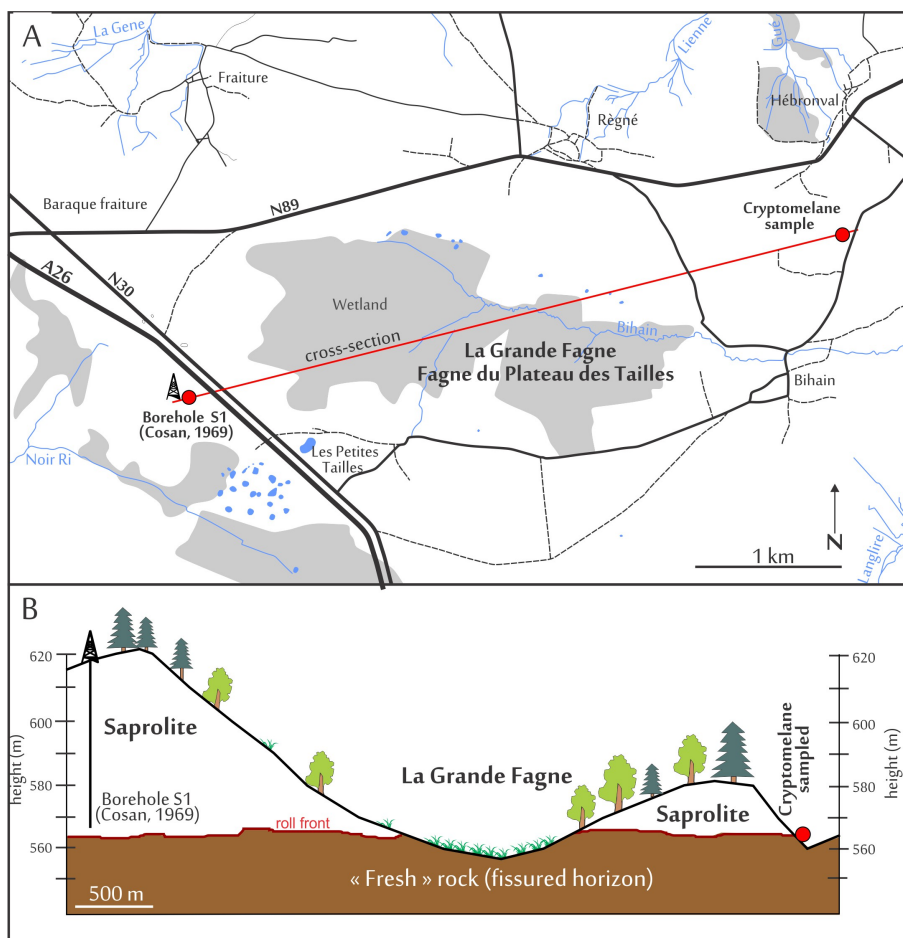 A
La Gene
Fraiture
Lienne
Gué
Hébronval
Règné
Baraque fraiture
N89
Cryptomelane
sample
A26
N30
Wetland
cross-section
Bihain
La Grande Fagne
Fagne du Plateau des Tailles
Bihain
Borehole S1
(Cosan, 1969)
Les Petites
Tailles
Noir Ri
N
1 km
Langlire
B
620
600
580
560
height (m)
Saprolite
Borehole S1
(Cosan, 1969)
roll front
La Grande Fagne
Saprolite
Cryptomelane
sampled
620
600
580
560
height (m)
« Fresh » rock (fissured horizon)
500 m